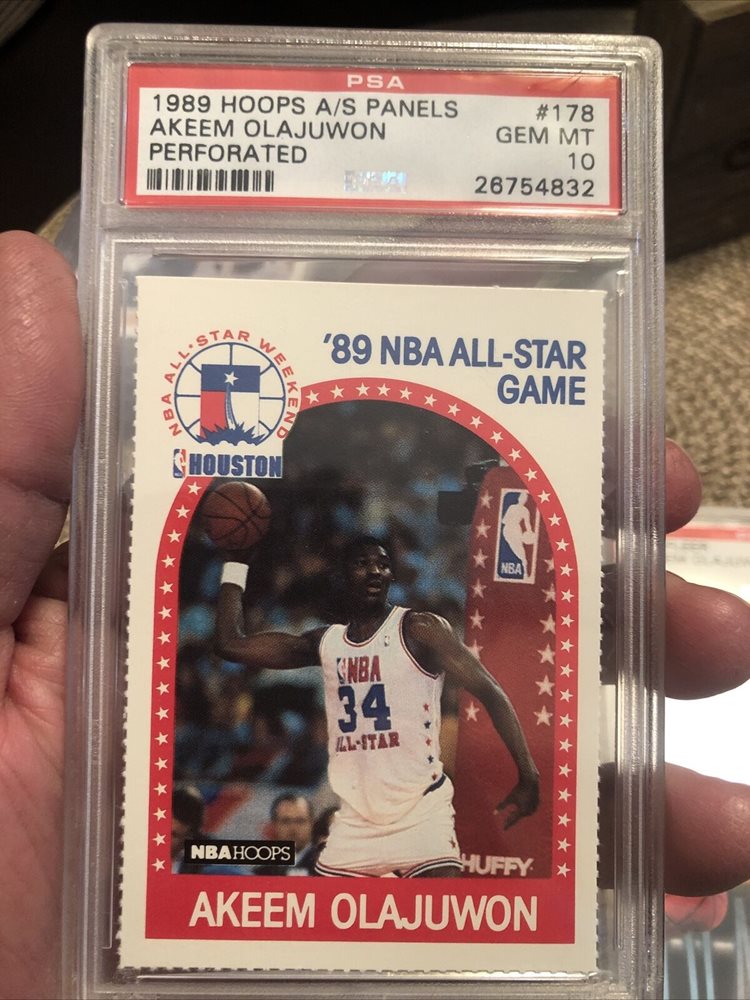 PSA
1989 HOOPS A/S PANELS #178
AKEEM OLAJUWON GEM MT
PERFORATED 10
26754832
NBA ALL·STAR WEEKEND
HOUSTON
'89 NBA ALL-STAR
GAME
NBA
NBA
34
ALL-STAR
NBA HOOPS
HUFFY
AKEEM OLAJUWON